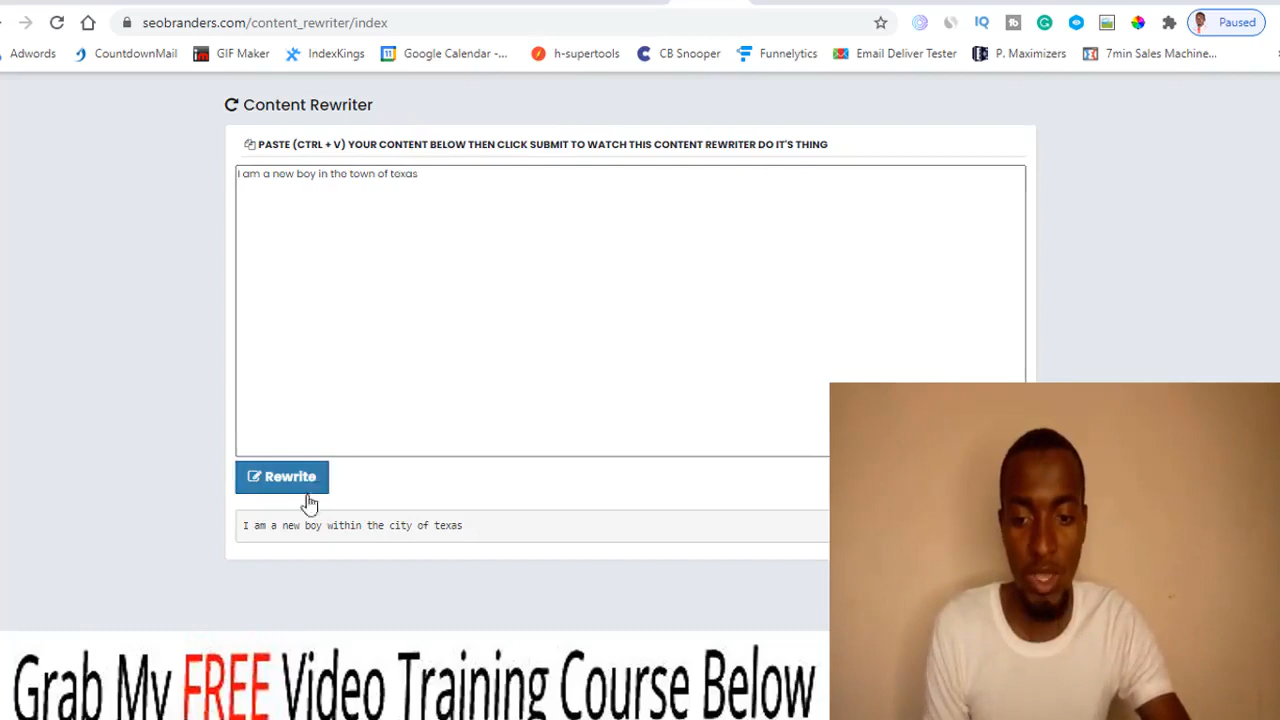 seobranders.com/content_rewriter/index
Paused
Adwords
CountdownMail
GIF Maker
IndexKings
Google Calendar -...
h-supertools
CB Snooper
Funnelytics
Email Deliver Tester
P. Maximizers
7min Sales Machine...
Content Rewriter
PASTE (CTRL + V) YOUR CONTENT BELOW THEN CLICK SUBMIT TO WATCH THIS CONTENT REWRITER DO IT'S THING
I am a new boy in the town of texas
Rewrite
I am a new boy within the city of texas
Grab My FREE Video Training Course Below